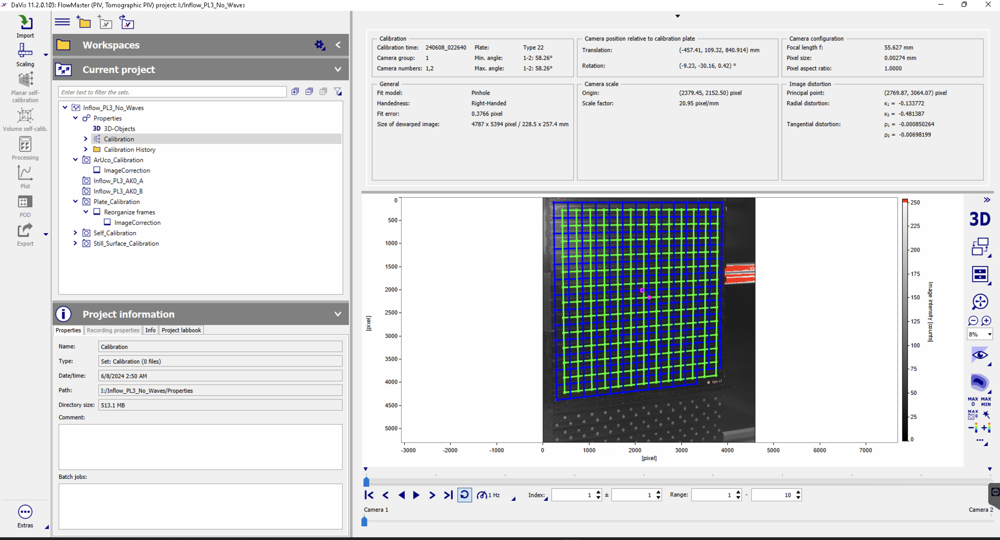 DaVis 11.2.0.103: FlowMaster (PIV, Tomographic PIV) project: I:/Inflow_PL3_No_Waves
Import
Scaling
Planar self-
calibration
Volume self-calib.
Processing
Plot
POD
Export
Extras
Workspaces
Current project
Enter text to filter the sets.
Inflow_PL3_No_Waves
Properties
3D 3D-Objects
Calibration
Calibration History
ArUco_Calibration
ImageCorrection
Inflow_PL3_AK0_A
Inflow_PL3_AK0_B
Plate_Calibration
Reorganize frames
ImageCorrection
Self_Calibration
Still_Surface_Calibration
Project information
Properties Recording properties Info Project labbook
Name: Calibration
Type: Set: Calibration (0 files)
Date/time: 6/8/2024 2:50 AM
Path: I:/Inflow_PL3_No_Waves/Properties
Directory size: 513.1 MB
Comment:
Batch jobs:
Calibration
Calibration time: 240608_022640 Plate: Type 22
Camera group: 1 Min. angle: 1-2: 58.26°
Camera numbers: 1,2 Max. angle: 1-2: 58.26°
Camera position relative to calibration plate
Translation: (-457.41, 109.32, 840.914) mm
Rotation: (-9.23, -30.16, 0.42) °
Camera configuration
Focal length f: 55.627 mm
Pixel size: 0.00274 mm
Pixel aspect ratio: 1.0000
General
Fit model: Pinhole
Handedness: Right-Handed
Fit error: 0.3766 pixel
Size of dewarped image: 4787 x 5394 pixel / 228.5 x 257.4 mm
Camera scale
Origin: (2379.45, 2152.50) pixel
Scale factor: 20.95 pixel/mm
Image distortion
Principal point: (2769.87, 3064.07) pixel
Radial distortion: κ₁ = -0.133772
κ₂ = -0.481387
Tangential distortion: ρ₁ = -0.000850264
ρ₂ = -0.00698199
0
500
1000
1500
2000
2500
3000
3500
4000
4500
5000
[pixel]
-3000 -2000 -1000 0 1000 2000 3000 4000 5000 6000 7000
[pixel]
250
225
200
175
150
125
100
75
50
25
0
Image intensity [counts]
3D
8%
MAX MAX
0 MIN
MAX
0
1 Hz
Index: 1 ± 1 Range: 1 - 10
Camera 1 Camera 2